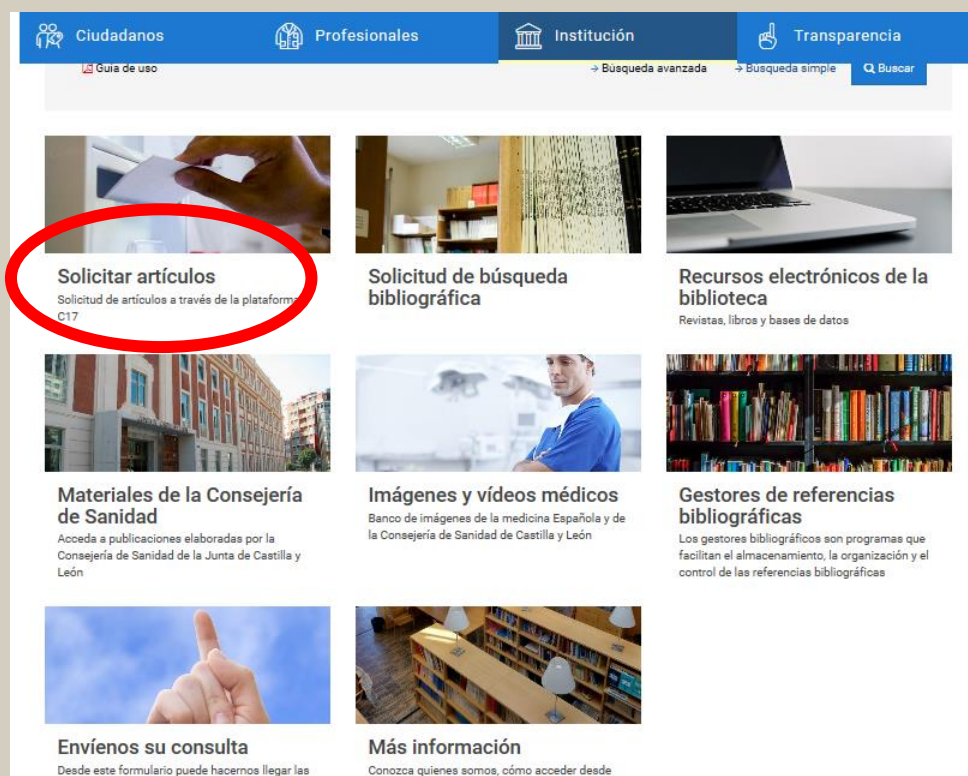 Ciudadanos
Profesionales
Institución
Transparencia
Guía de uso
Búsqueda avanzada
Búsqueda simple
Buscar
Solicitar artículos
Solicitud de artículos a través de la plataforma
C17
Solicitud de búsqueda
bibliográfica
Recursos electrónicos de la
biblioteca
Revistas, libros y bases de datos
Materiales de la Consejería
de Sanidad
Acceda a publicaciones elaboradas por la
Consejería de Sanidad de la Junta de Castilla y
León
Imágenes y vídeos médicos
Banco de imágenes de la medicina Española y de
la Consejería de Sanidad de Castilla y León
Gestores de referencias
bibliográficas
Los gestores bibliográficos son programas que
facilitan el almacenamiento, la organización y el
control de las referencias bibliográficas
Envíenos su consulta
Desde este formulario puede hacernos llegar las
Más información
Conozca quienes somos, cómo acceder desde